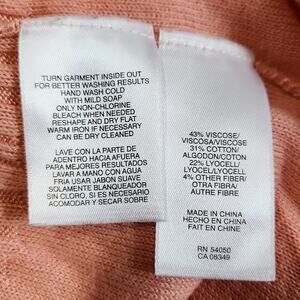 TURN GARMENT INSIDE OUT
FOR BETTER WASHING RESULTS
HAND WASH COLD
WITH MILD SOAP
ONLY NON-CHLORINE
BLEACH WHEN NEEDED
RESHAPE AND DRY FLAT
WARM IRON IF NECESSARY
CAN BE DRY CLEANED
LAVE CON LA PARTE DE
ADENTRO HACIA AFUERA
PARA MEJORES RESULTADOS
LAVAR A MANO CON AGUA
FRIA USAR JABON SUAVE
SOLAMENTE BLANQUEADOR
SIN CLORO, SI ES NECESARIO
ACOMODAR Y SECAR SOBRE
43% VISCOSE/
VISCOSA/VISCOSE
31% COTTON/
ALGODON/COTON
22% LYOCELL/
LYOCEL/LYOCELL
4% OTHER FIBER/
OTRA FIBRA/
AUTRE FIBRE
MADE IN CHINA
HECHO EN CHINA
FAIT EN CHINE
RN 54050
CA 08349